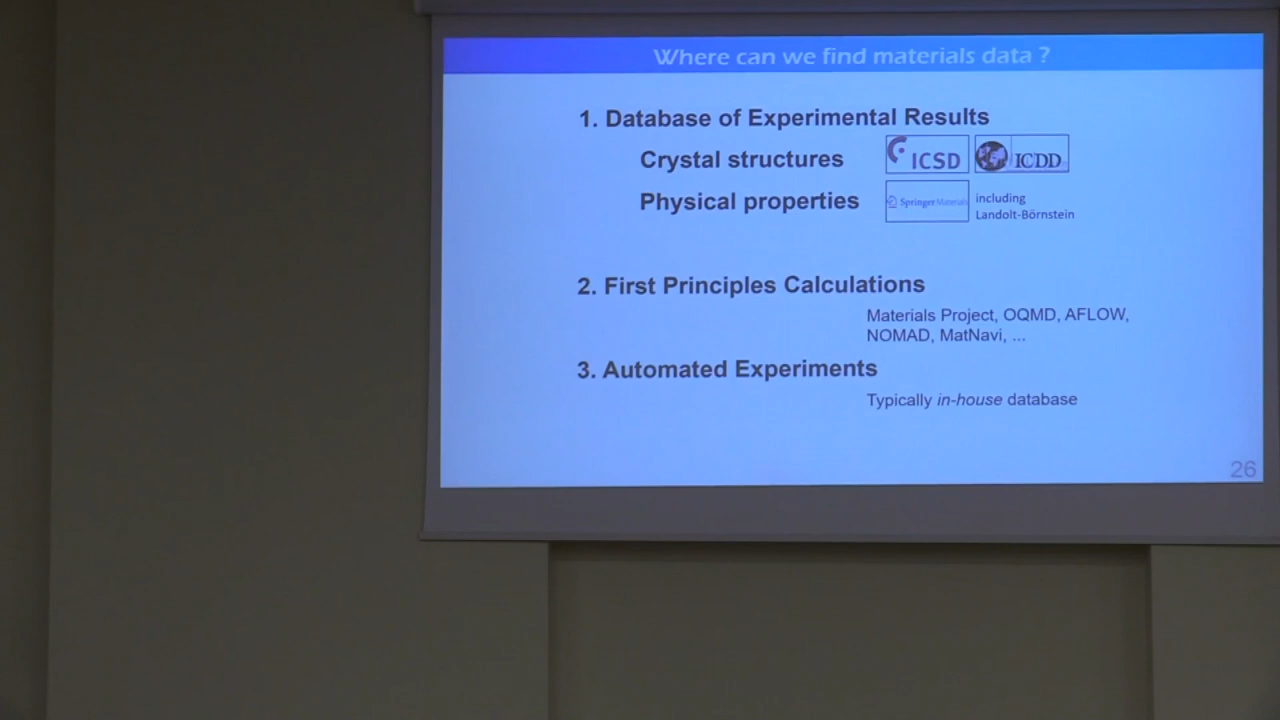 Where can we find materials data ?
1. Database of Experimental Results
Crystal structures
ICSD
ICDD
Physical properties
Springer Materials
including
Landolt-Börnstein
2. First Principles Calculations
Materials Project, OQMD, AFLOW,
NOMAD, MatNavi, ...
3. Automated Experiments
Typically in-house database
26